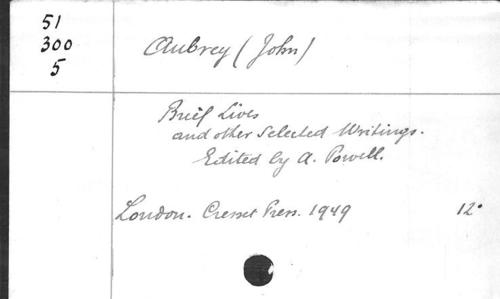 51
300
5
Aubrey (John)
Brief Lives
and other Selected Writings.
Edited by A. Powell.
London. Cresset Press. 1949 12°